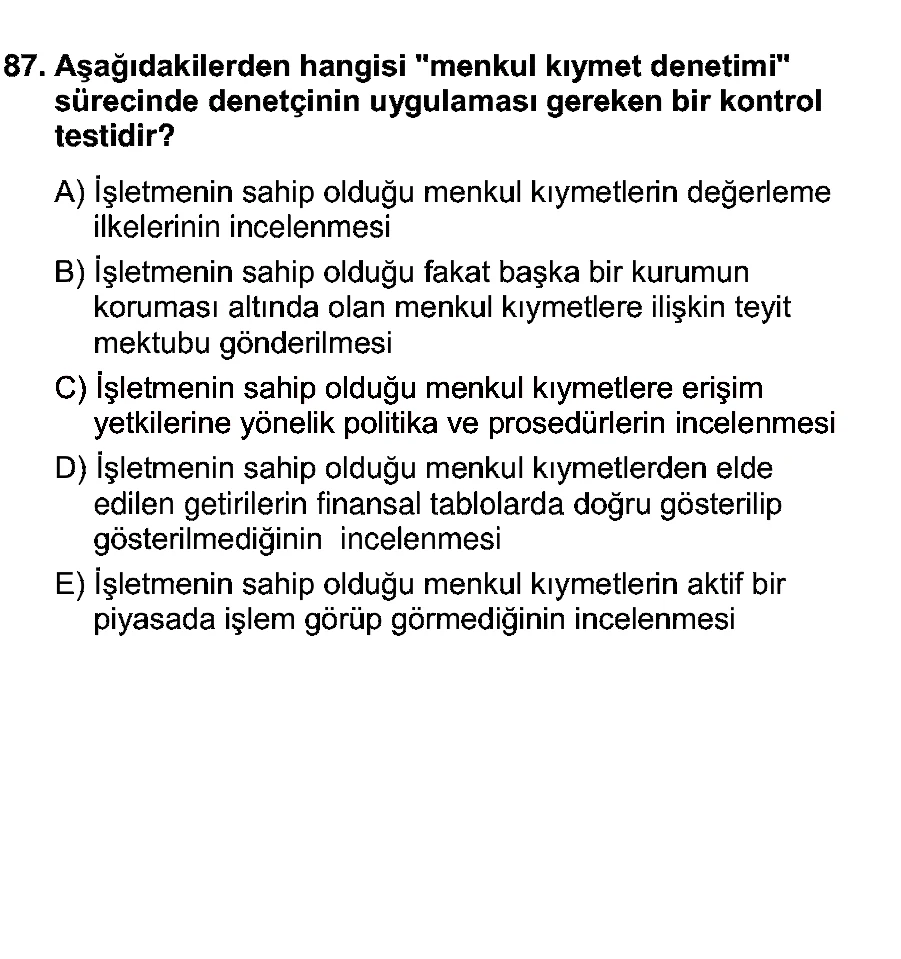 87. Aşağıdakilerden hangisi "menkul kıymet denetimi"
sürecinde denetçinin uygulaması gereken bir kontrol
testidir?
A) İşletmenin sahip olduğu menkul kıymetlerin değerleme
ilkelerinin incelenmesi
B) İşletmenin sahip olduğu fakat başka bir kurumun
koruması altında olan menkul kıymetlere ilişkin teyit
mektubu gönderilmesi
C) İşletmenin sahip olduğu menkul kıymetlere erişim
yetkilerine yönelik politika ve prosedürlerin incelenmesi
D) İşletmenin sahip olduğu menkul kıymetlerden elde
edilen getirilerin finansal tablolarda doğru gösterilip
gösterilmediğinin incelenmesi
E) İşletmenin sahip olduğu menkul kıymetlerin aktif bir
piyasada işlem görüp görmediğinin incelenmesi